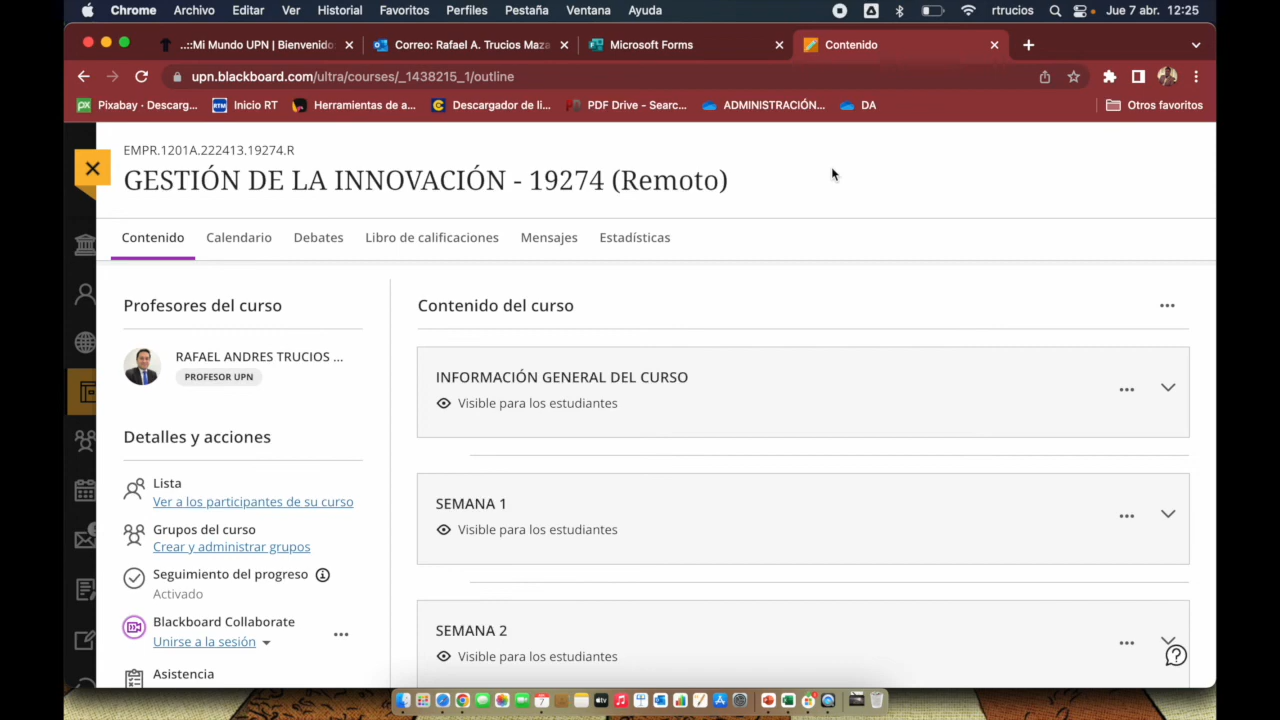 Chrome Archivo Editar Ver Historial Favoritos Perfiles Pestaña Ventana Ayuda rtrucios Jue 7 abr. 12:25
..::Mi Mundo UPN | Bienvenido: Correo: Rafael A. Trucios Maza Microsoft Forms Contenido
upn.blackboard.com/ultra/courses/_1438215_1/outline
Pixabay · Descarg... Inicio RT Herramientas de a... Descargador de li... PDF Drive - Searc... ADMINISTRACIÓN... DA Otros favoritos
EMPR.1201A.222413.19274.R
GESTIÓN DE LA INNOVACIÓN - 19274 (Remoto)
Contenido Calendario Debates Libro de calificaciones Mensajes Estadísticas
Profesores del curso
RAFAEL ANDRES TRUCIOS ...
PROFESOR UPN
Detalles y acciones
Lista
Ver a los participantes de su curso
Grupos del curso
Crear y administrar grupos
Seguimiento del progreso
Activado
Blackboard Collaborate
Unirse a la sesión
Asistencia
Contenido del curso
INFORMACIÓN GENERAL DEL CURSO
Visible para los estudiantes
SEMANA 1
Visible para los estudiantes
SEMANA 2
Visible para los estudiantes